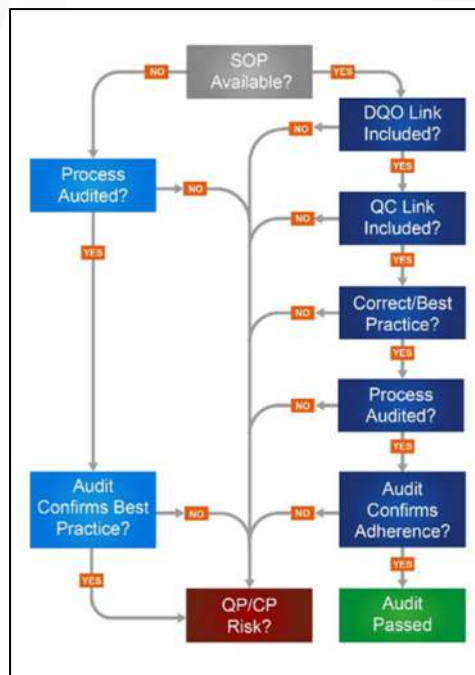 SOP
Available?
NO
YES
DQO Link
Included?
NO
YES
Process
Audited?
NO
YES
QC Link
Included?
NO
YES
Correct/Best
Practice?
NO
YES
Process
Audited?
NO
YES
Audit
Confirms Best
Practice?
NO
YES
Audit
Confirms
Adherence?
NO
YES
QP/CP
Risk?
Audit
Passed